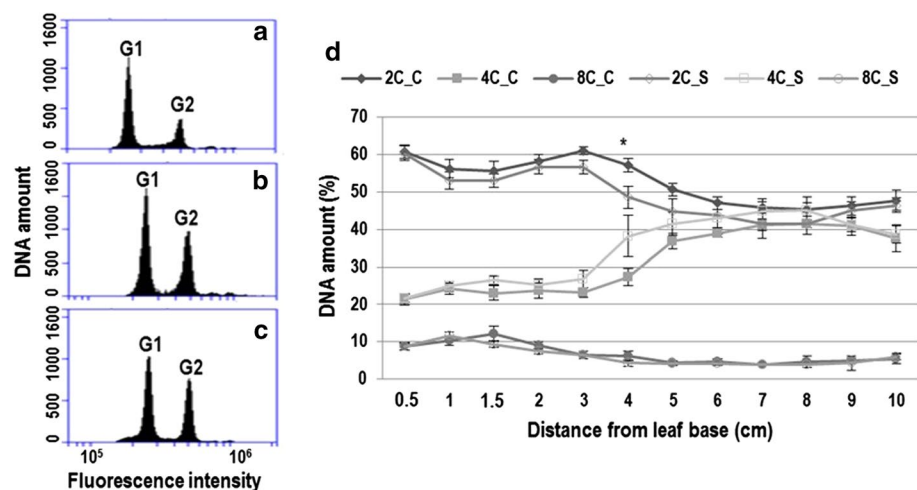 a
1600
1000
500
0
G1
G2
b
1600
1000
500
0
G1
G2
c
1600
1000
500
0
G1
G2
DNA amount
10⁵
10⁶
Fluorescence intensity
d
2C_C 4C_C 8C_C 2C_S 4C_S 8C_S
70
60
50
40
30
20
10
0
*
DNA amount (%)
0.5 1 1.5 2 3 4 5 6 7 8 9 10
Distance from leaf base (cm)